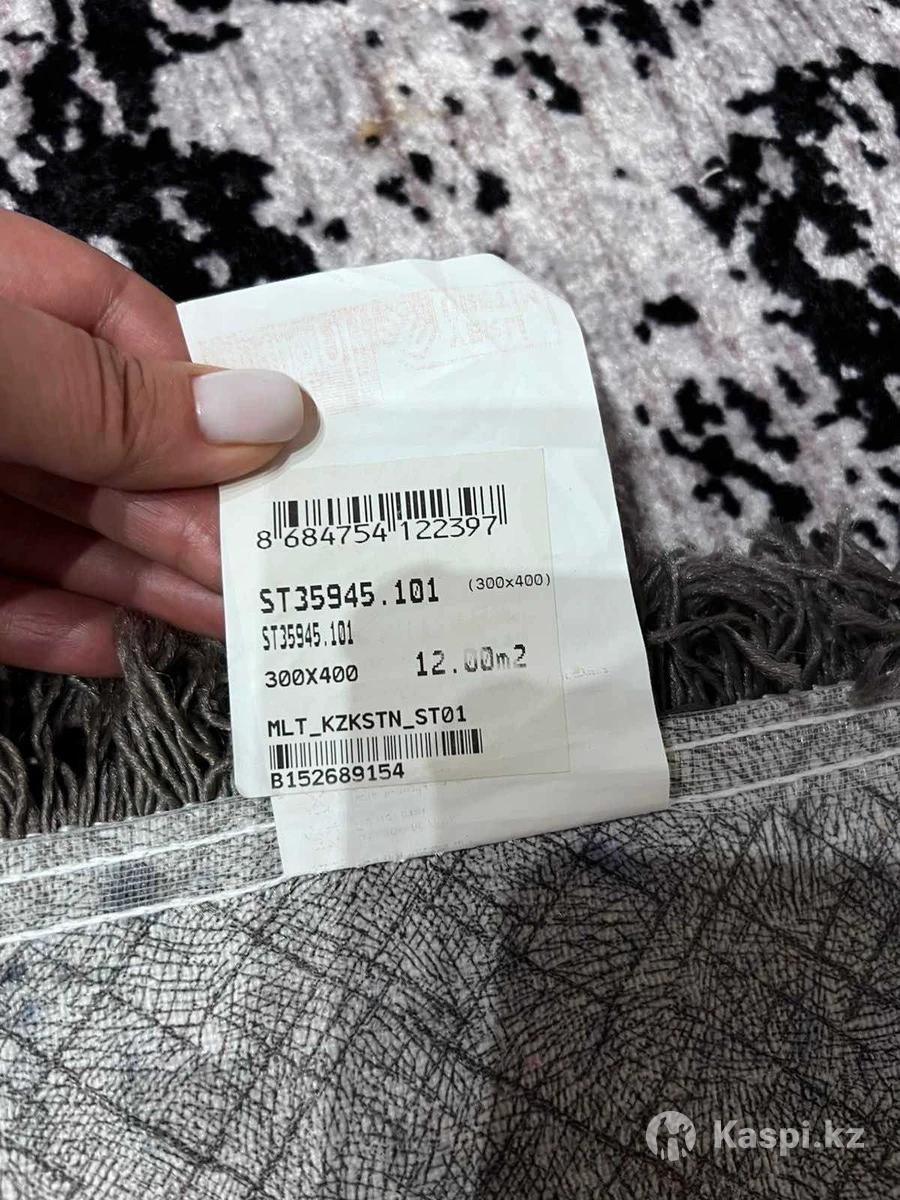 8 684754 122397
ST35945.101 (300x400)
ST35945.101
300X400 12.00m2
MLT_KZKSTN_ST01
B152689154
Kaspi.kz